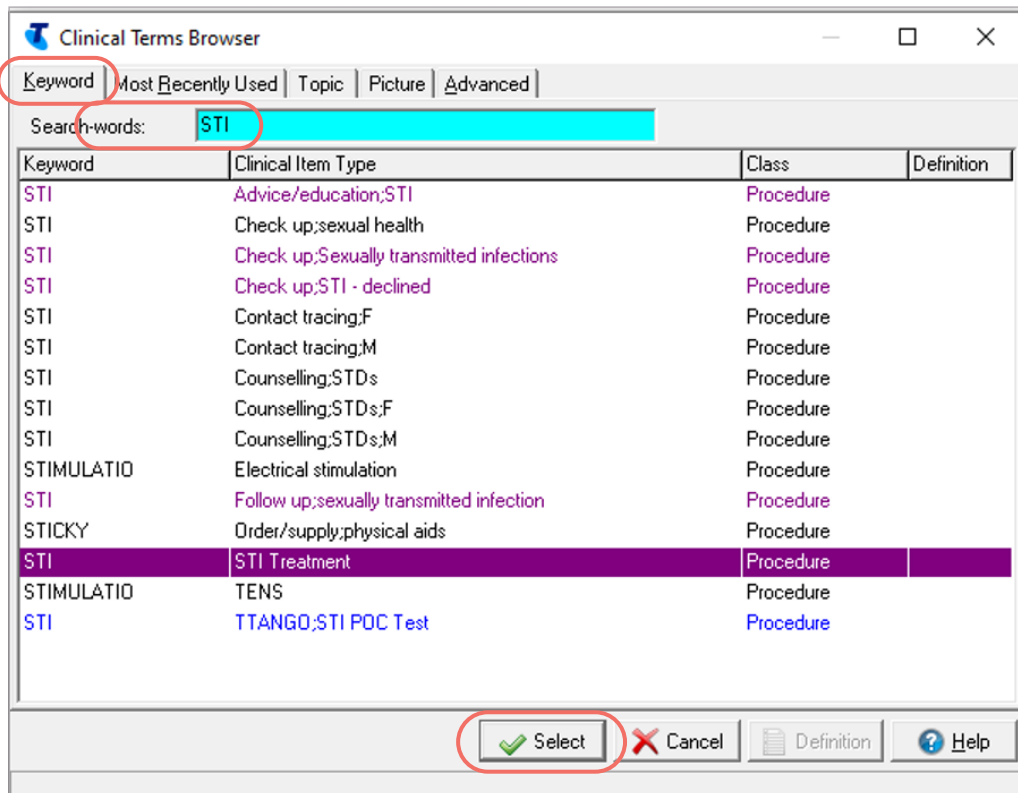 Clinical Terms Browser
Keyword Most Recently Used Topic Picture Advanced
Search-words: STI
Keyword Clinical Item Type Class Definition
STI Advice/education;STI Procedure
STI Check up;sexual health Procedure
STI Check up;Sexually transmitted infections Procedure
STI Check up;STI - declined Procedure
STI Contact tracing;F Procedure
STI Contact tracing;M Procedure
STI Counselling;STDs Procedure
STI Counselling;STDs;F Procedure
STI Counselling;STDs;M Procedure
STIMULATIO Electrical stimulation Procedure
STI Follow up;sexually transmitted infection Procedure
STICKY Order/supply;physical aids Procedure
STI STI Treatment Procedure
STIMULATIO TENS Procedure
STI TTANGO;STI POC Test Procedure
Select Cancel Definition Help